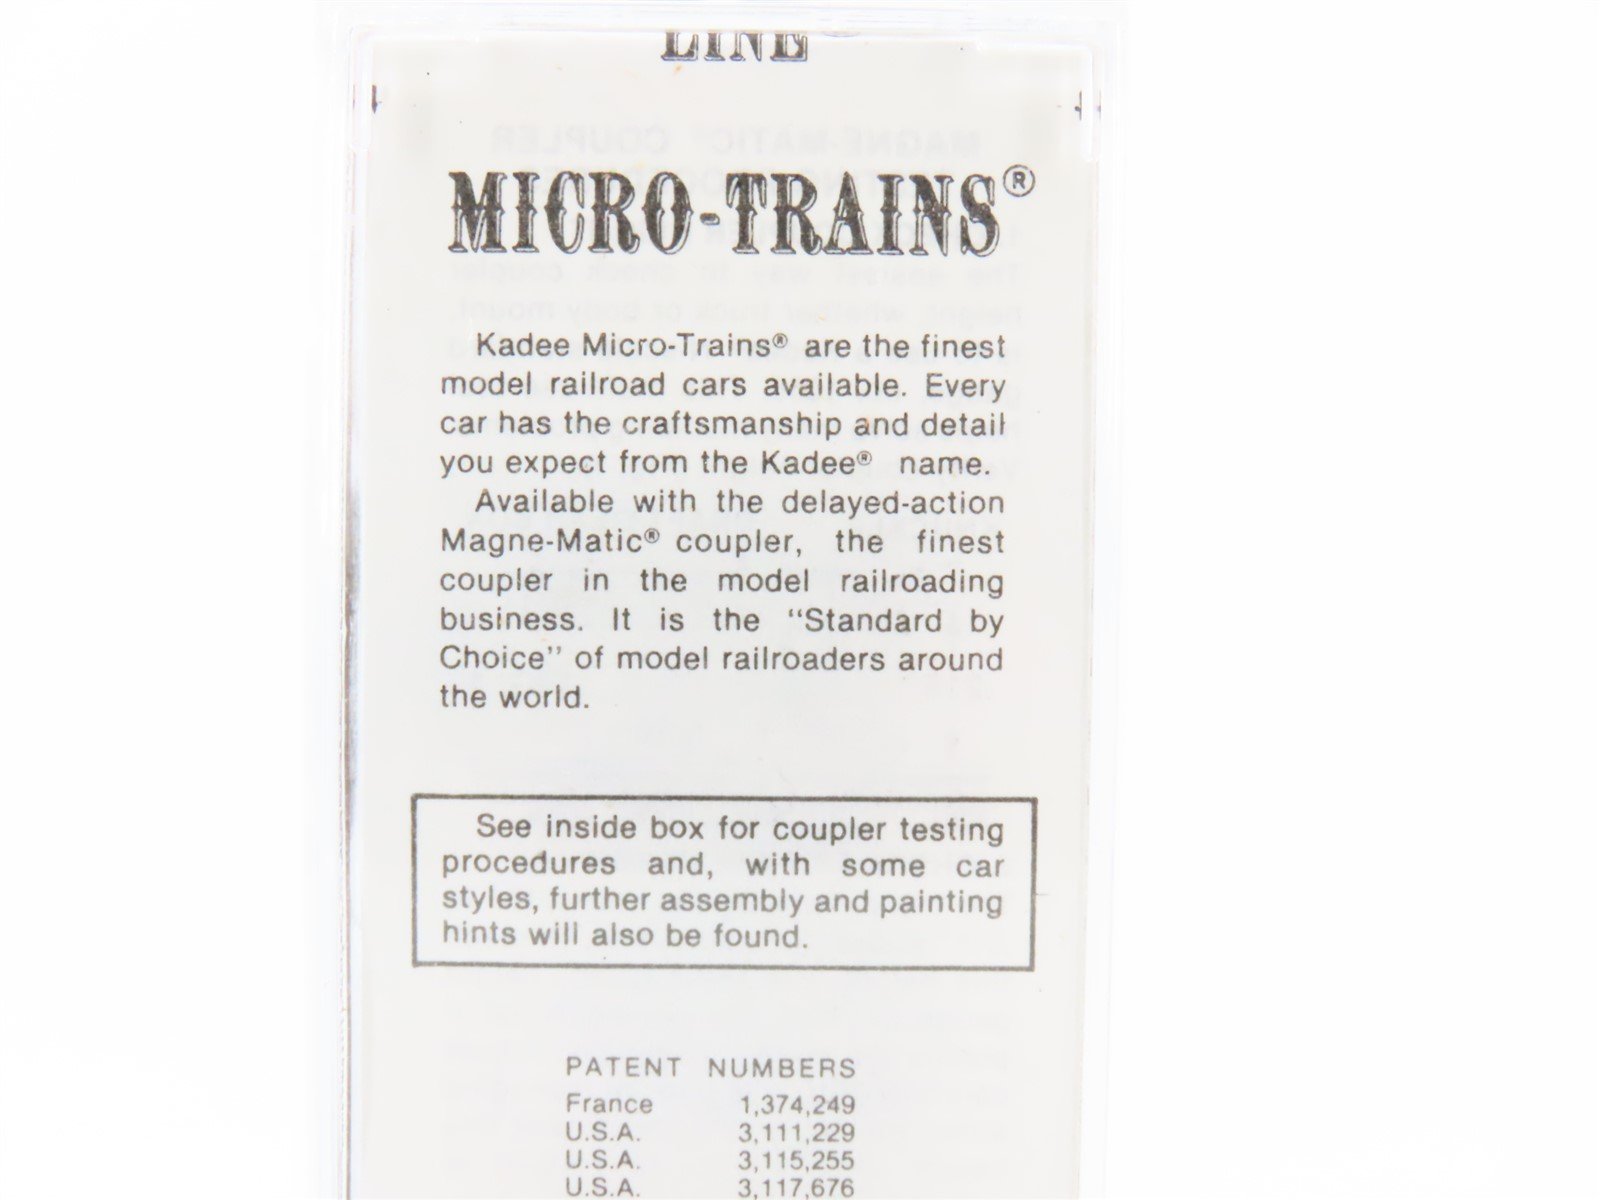 LINE
MICRO-TRAINS®
Kadee Micro-Trains® are the finest
model railroad cars available. Every
car has the craftsmanship and detail
you expect from the Kadee® name.
Available with the delayed-action
Magne-Matic® coupler, the finest
coupler in the model railroading
business. It is the "Standard by
Choice" of model railroaders around
the world.
See inside box for coupler testing
procedures and, with some car
styles, further assembly and painting
hints will also be found.
PATENT NUMBERS
France 1,374,249
U.S.A. 3,111,229
U.S.A. 3,115,255
U.S.A. 3,117,676